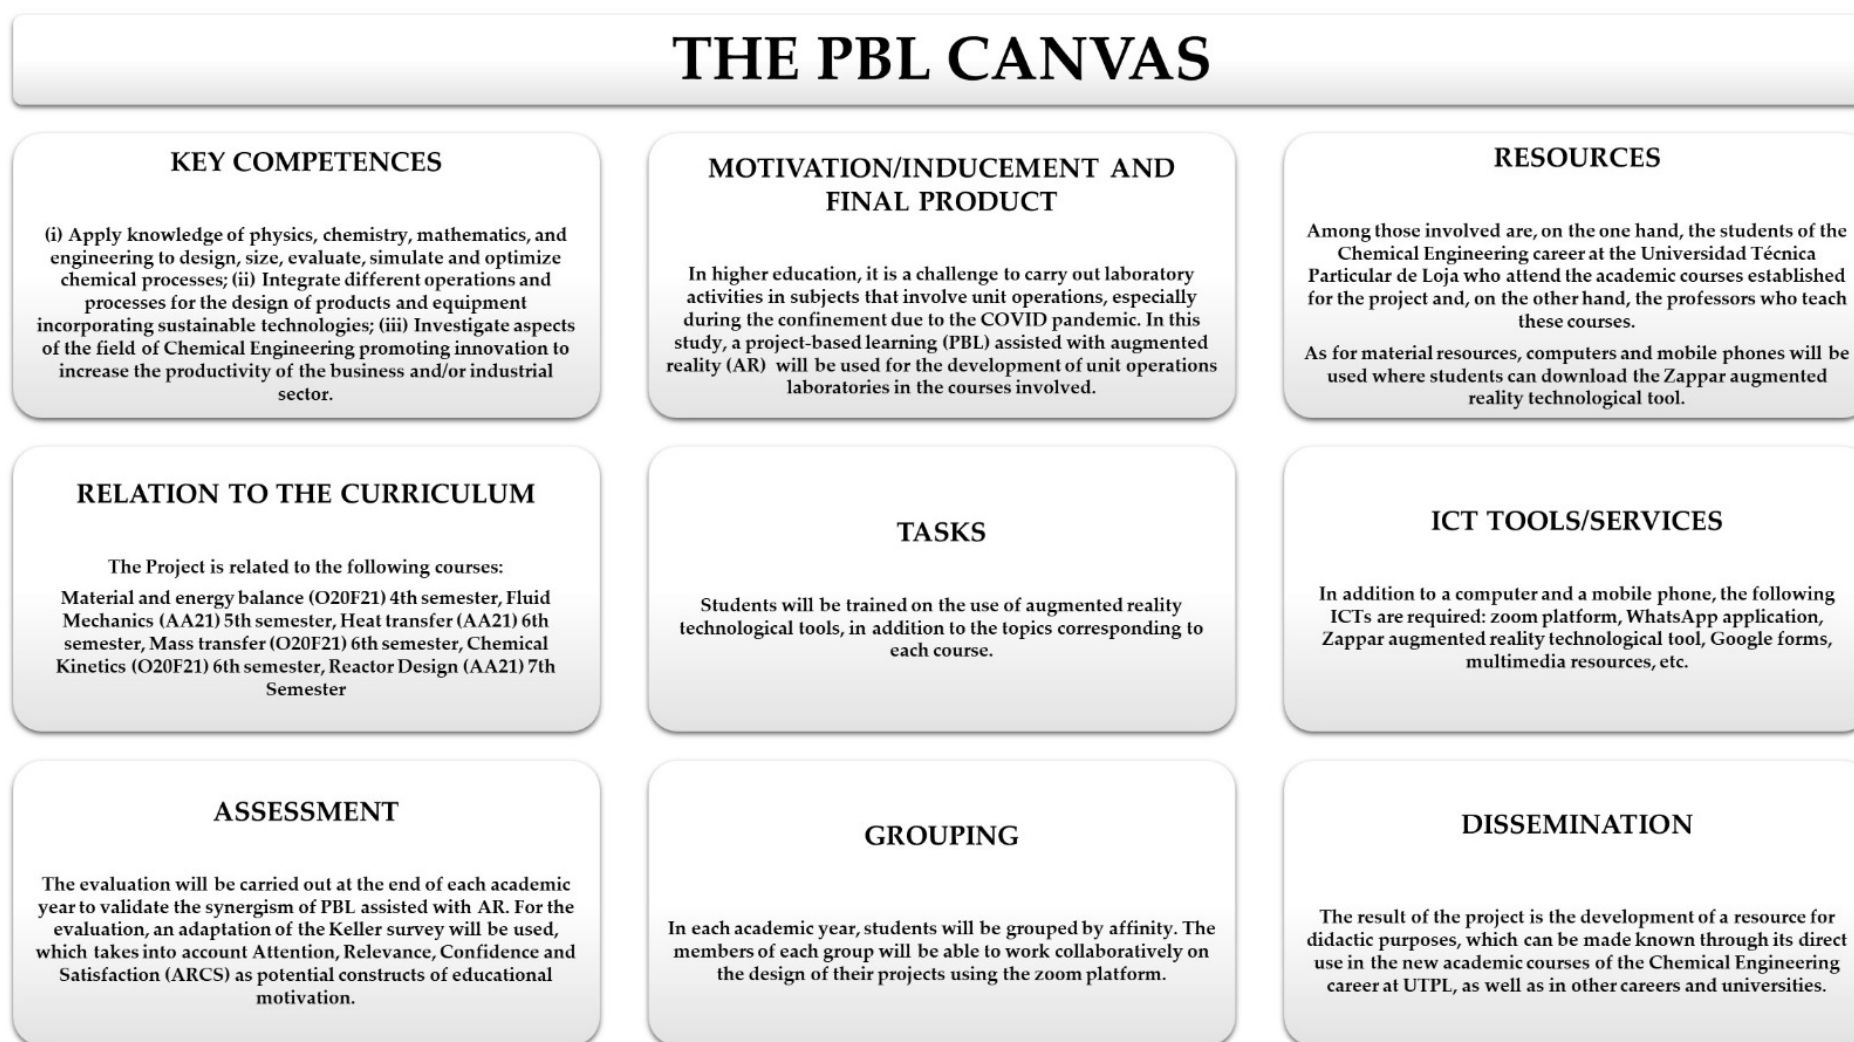 THE PBL CANVAS
KEY COMPETENCES
(i) Apply knowledge of physics, chemistry, mathematics, and
engineering to design, size, evaluate, simulate and optimize
chemical processes; (ii) Integrate different operations and
processes for the design of products and equipment
incorporating sustainable technologies; (iii) Investigate aspects
of the field of Chemical Engineering promoting innovation to
increase the productivity of the business and/or industrial
sector.
MOTIVATION/INDUCEMENT AND
FINAL PRODUCT
In higher education, it is a challenge to carry out laboratory
activities in subjects that involve unit operations, especially
during the confinement due to the COVID pandemic. In this
study, a project-based learning (PBL) assisted with augmented
reality (AR) will be used for the development of unit operations
laboratories in the courses involved.
RESOURCES
Among those involved are, on the one hand, the students of the
Chemical Engineering career at the Universidad Técnica
Particular de Loja who attend the academic courses established
for the project and, on the other hand, the professors who teach
these courses.
As for material resources, computers and mobile phones will be
used where students can download the Zappar augmented
reality technological tool.
RELATION TO THE CURRICULUM
The Project is related to the following courses:
Material and energy balance (O20F21) 4th semester, Fluid
Mechanics (AA21) 5th semester, Heat transfer (AA21) 6th
semester, Mass transfer (O20F21) 6th semester, Chemical
Kinetics (O20F21) 6th semester, Reactor Design (AA21) 7th
Semester
TASKS
Students will be trained on the use of augmented reality
technological tools, in addition to the topics corresponding to
each course.
ICT TOOLS/SERVICES
In addition to a computer and a mobile phone, the following
ICTs are required: zoom platform, WhatsApp application,
Zappar augmented reality technological tool, Google forms,
multimedia resources, etc.
ASSESSMENT
The evaluation will be carried out at the end of each academic
year to validate the synergism of PBL assisted with AR. For the
evaluation, an adaptation of the Keller survey will be used,
which takes into account Attention, Relevance, Confidence and
Satisfaction (ARCS) as potential constructs of educational
motivation.
GROUPING
In each academic year, students will be grouped by affinity. The
members of each group will be able to work collaboratively on
the design of their projects using the zoom platform.
DISSEMINATION
The result of the project is the development of a resource for
didactic purposes, which can be made known through its direct
use in the new academic courses of the Chemical Engineering
career at UTPL, as well as in other careers and universities.